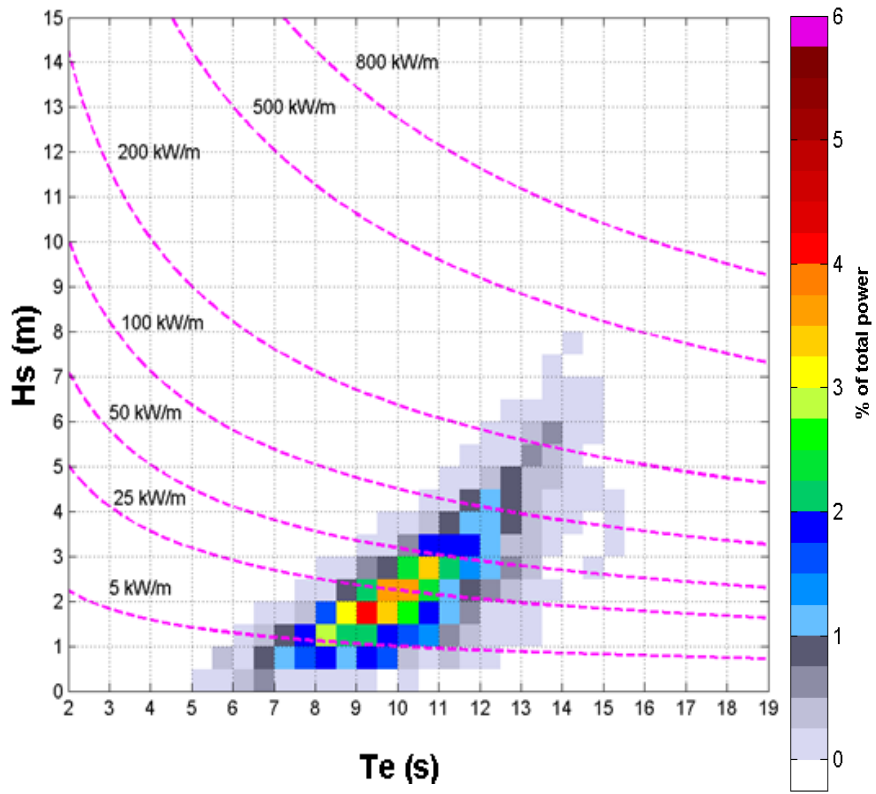 15
14
13
12
11
10
9
8
7
6
5
4
3
2
1
0
Hs (m)
800 kW/m
500 kW/m
200 kW/m
100 kW/m
50 kW/m
25 kW/m
5 kW/m
2 3 4 5 6 7 8 9 10 11 12 13 14 15 16 17 18 19
Te (s)
6
5
4
3
2
1
0
% of total power